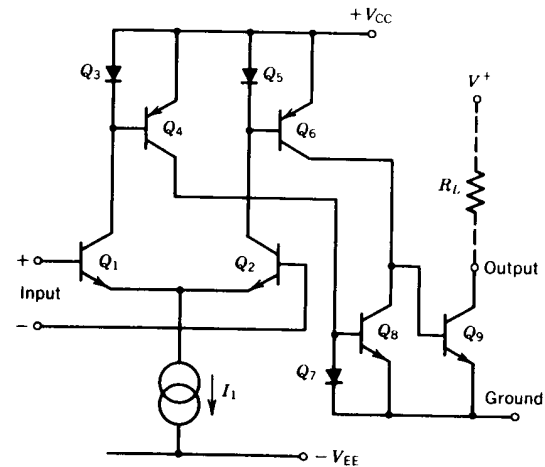 +V_CC
Q_3
Q_5
V^+
Q_4
Q_6
R_L
+
Q_1
Q_2
Output
Input
−
Q_8
Q_9
Q_7
I_1
Ground
−V_EE